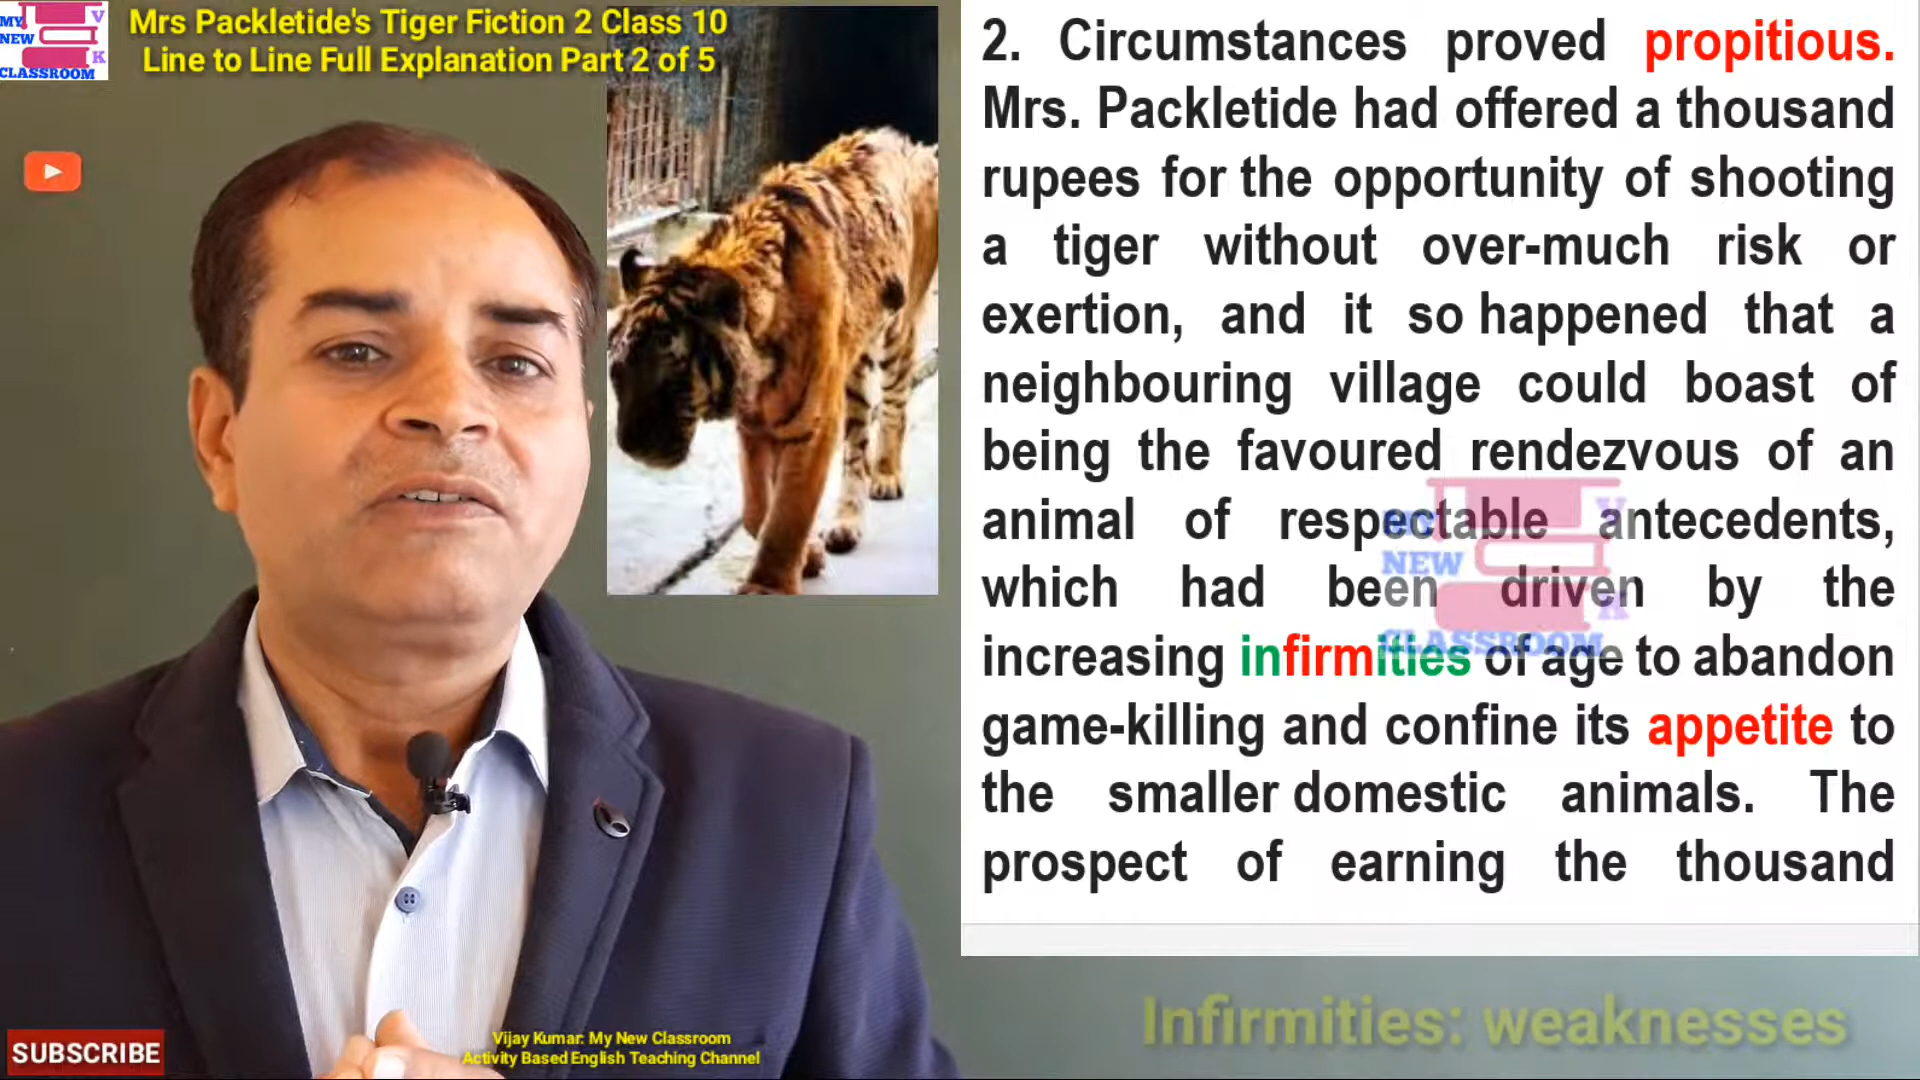 MY
NEW
CLASSROOM
V
K
Mrs Packletide's Tiger Fiction 2 Class 10
Line to Line Full Explanation Part 2 of 5
2. Circumstances proved propitious.
Mrs. Packletide had offered a thousand
rupees for the opportunity of shooting
a tiger without over-much risk or
exertion, and it so happened that a
neighbouring village could boast of
being the favoured rendezvous of an
animal of respectable antecedents,
which had been driven by the
increasing infirmities of age to abandon
game-killing and confine its appetite to
the smaller domestic animals. The
prospect of earning the thousand
MY
NEW
CLASSROOM
V
K
Infirmities: weaknesses
SUBSCRIBE
Vijay Kumar: My New Classroom
Activity Based English Teaching Channel